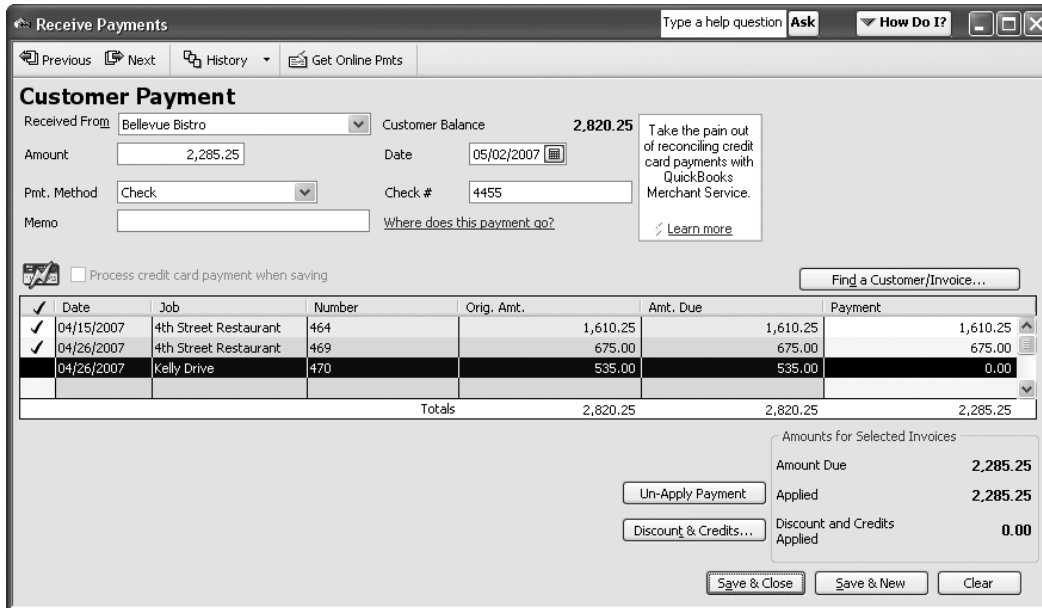 Receive Payments Type a help question Ask How Do I?
Previous Next History Get Online Pmts
Customer Payment
Received From Bellevue Bistro Customer Balance 2,820.25
Amount 2,285.25 Date 05/02/2007
Pmt. Method Check Check # 4455
Memo Where does this payment go?
Take the pain out
of reconciling credit
card payments with
QuickBooks
Merchant Service.
Learn more
Process credit card payment when saving
Find a Customer/Invoice...
✓ Date Job Number Orig. Amt. Amt. Due Payment
✓ 04/15/2007 4th Street Restaurant 464 1,610.25 1,610.25 1,610.25
✓ 04/26/2007 4th Street Restaurant 469 675.00 675.00 675.00
04/26/2007 Kelly Drive 470 535.00 535.00 0.00
Totals 2,820.25 2,820.25 2,285.25
Amounts for Selected Invoices
Amount Due 2,285.25
Un-Apply Payment Applied 2,285.25
Discount & Credits... Discount and Credits
Applied 0.00
Save & Close Save & New Clear